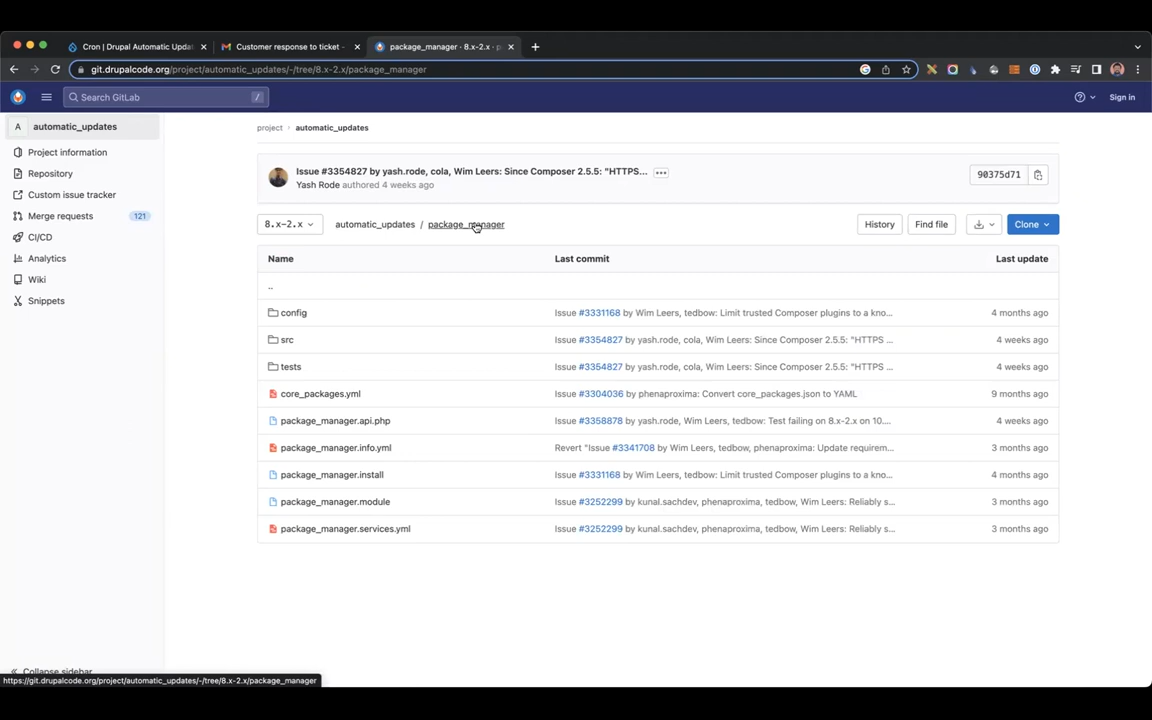 Cron | Drupal Automatic Upda
Customer response to ticket -
package_manager · 8.x-2.x · p
git.drupalcode.org/project/automatic_updates/-/tree/8.x-2.x/package_manager
Search GitLab
/
Sign in
A automatic_updates
Project information
Repository
Custom issue tracker
Merge requests 121
CI/CD
Analytics
Wiki
Snippets
Collapse sidebar
project › automatic_updates
Issue #3354827 by yash.rode, cola, Wim Leers: Since Composer 2.5.5: "HTTPS...
Yash Rode authored 4 weeks ago
90375d71
8.x-2.x
automatic_updates / package_manager
History
Find file
Clone
Name Last commit Last update
..
config Issue #3331168 by Wim Leers, tedbow: Limit trusted Composer plugins to a kno... 4 months ago
src Issue #3354827 by yash.rode, cola, Wim Leers: Since Composer 2.5.5: "HTTPS ... 4 weeks ago
tests Issue #3354827 by yash.rode, cola, Wim Leers: Since Composer 2.5.5: "HTTPS ... 4 weeks ago
core_packages.yml Issue #3304036 by phenaproxima: Convert core_packages.json to YAML 9 months ago
package_manager.api.php Issue #3358878 by yash.rode, Wim Leers, tedbow: Test failing on 8.x-2.x on 10.... 4 weeks ago
package_manager.info.yml Revert "Issue #3341708 by Wim Leers, tedbow, phenaproxima: Update requirem... 3 months ago
package_manager.install Issue #3331168 by Wim Leers, tedbow: Limit trusted Composer plugins to a kno... 4 months ago
package_manager.module Issue #3252299 by kunal.sachdev, phenaproxima, tedbow, Wim Leers: Reliably s... 3 months ago
package_manager.services.yml Issue #3252299 by kunal.sachdev, phenaproxima, tedbow, Wim Leers: Reliably s... 3 months ago
https://git.drupalcode.org/project/automatic_updates/-/tree/8.x-2.x/package_manager